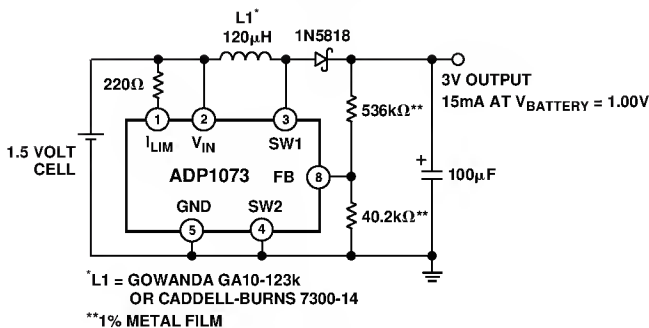 L1*
120μH
1N5818
220Ω
3V OUTPUT
15mA AT VBATTERY = 1.00V
536kΩ**
1
2
3
ILIM
VIN
SW1
1.5 VOLT
CELL
ADP1073
FB
8
+
100μF
GND
SW2
40.2kΩ**
5
4
*L1 = GOWANDA GA10-123k
OR CADDELL-BURNS 7300-14
**1% METAL FILM